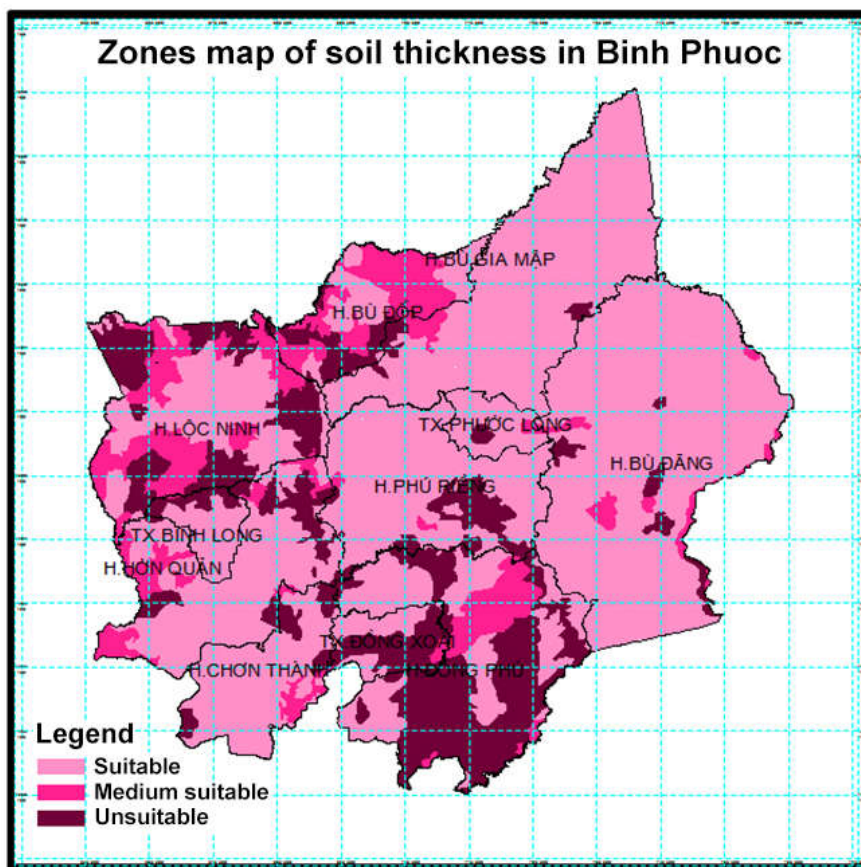 Zones map of soil thickness in Binh Phuoc
H.BÙ GIA MẬP
H.BÙ ĐỐP
TX.PHƯỚC LONG
H.LỘC NINH
H.BÙ ĐĂNG
H.PHÚ RIỀNG
TX.BÌNH LONG
H.HỚN QUẢN
TX.ĐỒNG XOÀI
H.CHƠN THÀNH
H.ĐỒNG PHÚ
Legend
Suitable
Medium suitable
Unsuitable